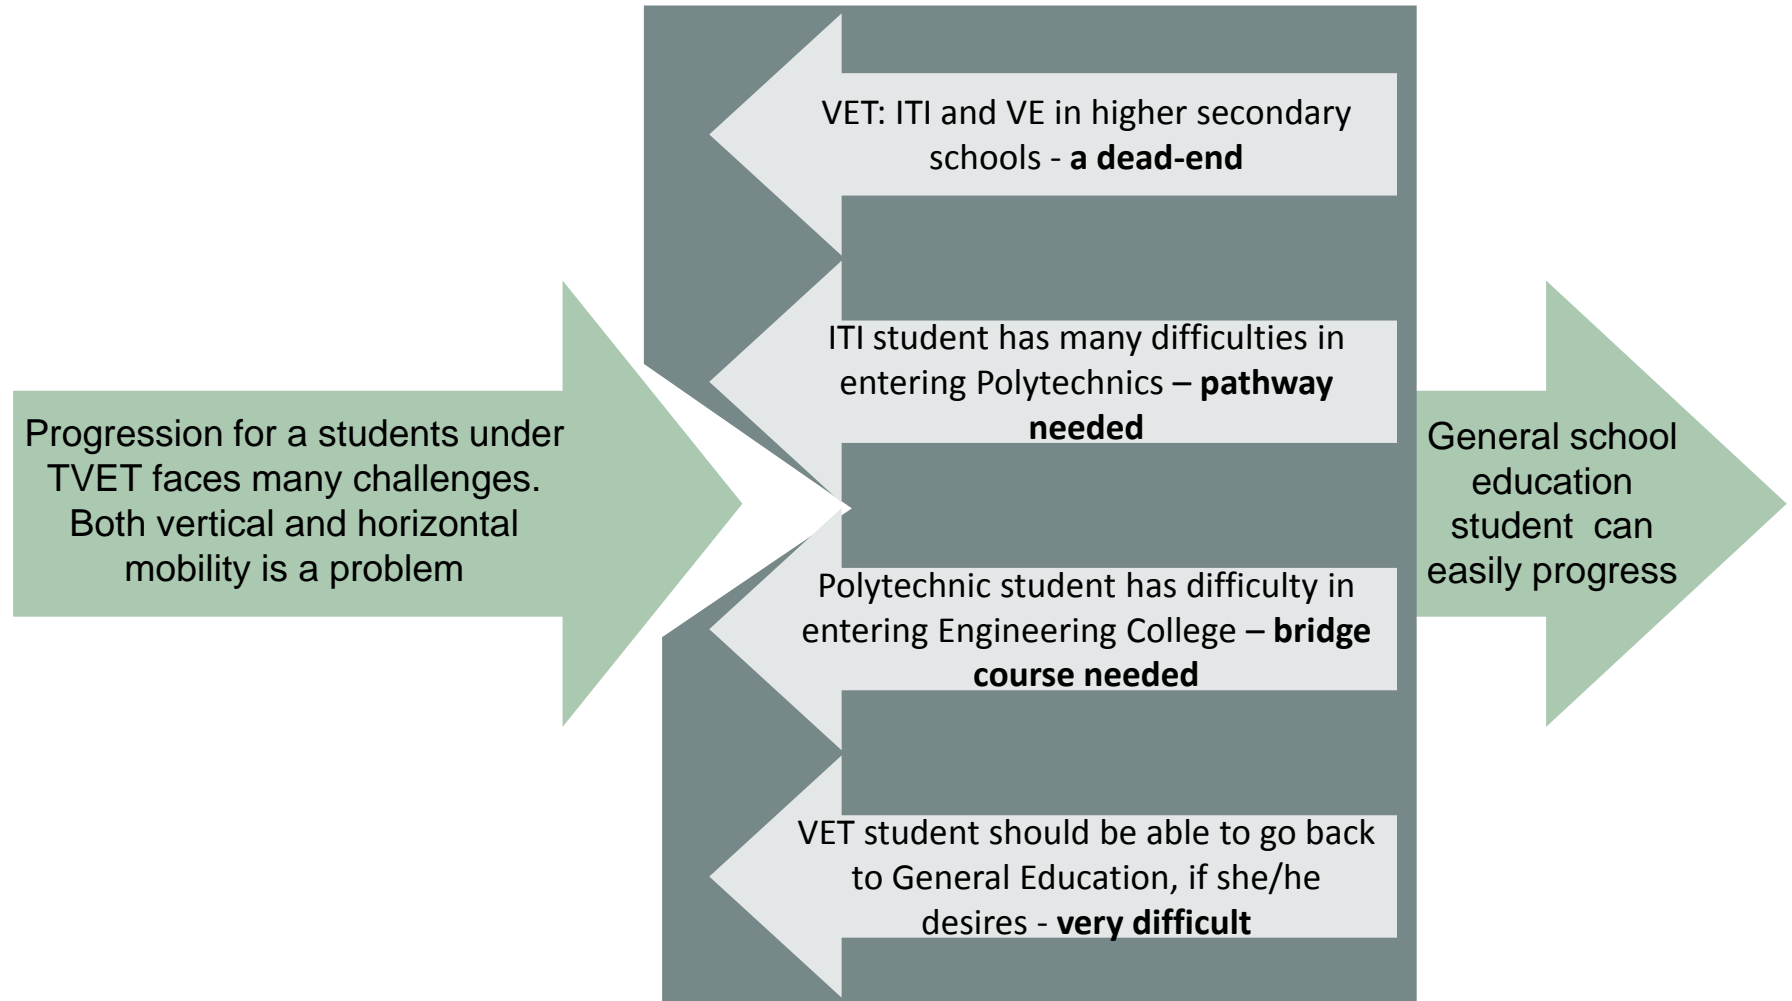 Progression for a students under
TVET faces many challenges.
Both vertical and horizontal
mobility is a problem
VET: ITI and VE in higher secondary
schools - a dead-end
ITI student has many difficulties in
entering Polytechnics – pathway
needed
Polytechnic student has difficulty in
entering Engineering College – bridge
course needed
VET student should be able to go back
to General Education, if she/he
desires - very difficult
General school
education
student can
easily progress